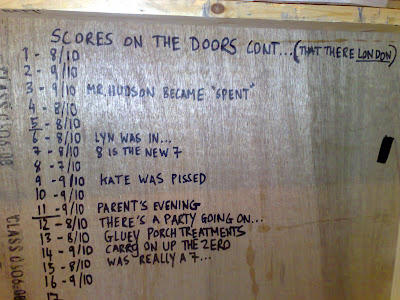 SCORES ON THE DOORS CONT...(THAT THERE LONDON)
1 - 8/10
2 - 9/10
3 - 9/10 MR. HUDSON BECAME "SPENT"
4 - 8/10
5 - 8/10
6 - 8/10 LYN WAS IN...
7 - 8/10 8 IS THE NEW 7
8 - 7/10
9 - 9/10 KATE WAS PISSED
10 - 9/10
11 - 9/10 PARENT'S EVENING
12 - 8/10 THERE'S A PARTY GOING ON...
13 - 8/10 GLUEY PORCH TREATMENTS
14 - 9/10 CARRY ON UP THE ZERO
15 - 8/10 WAS REALLY A 7...
16 - 9/10
17
CLASS
CLASS